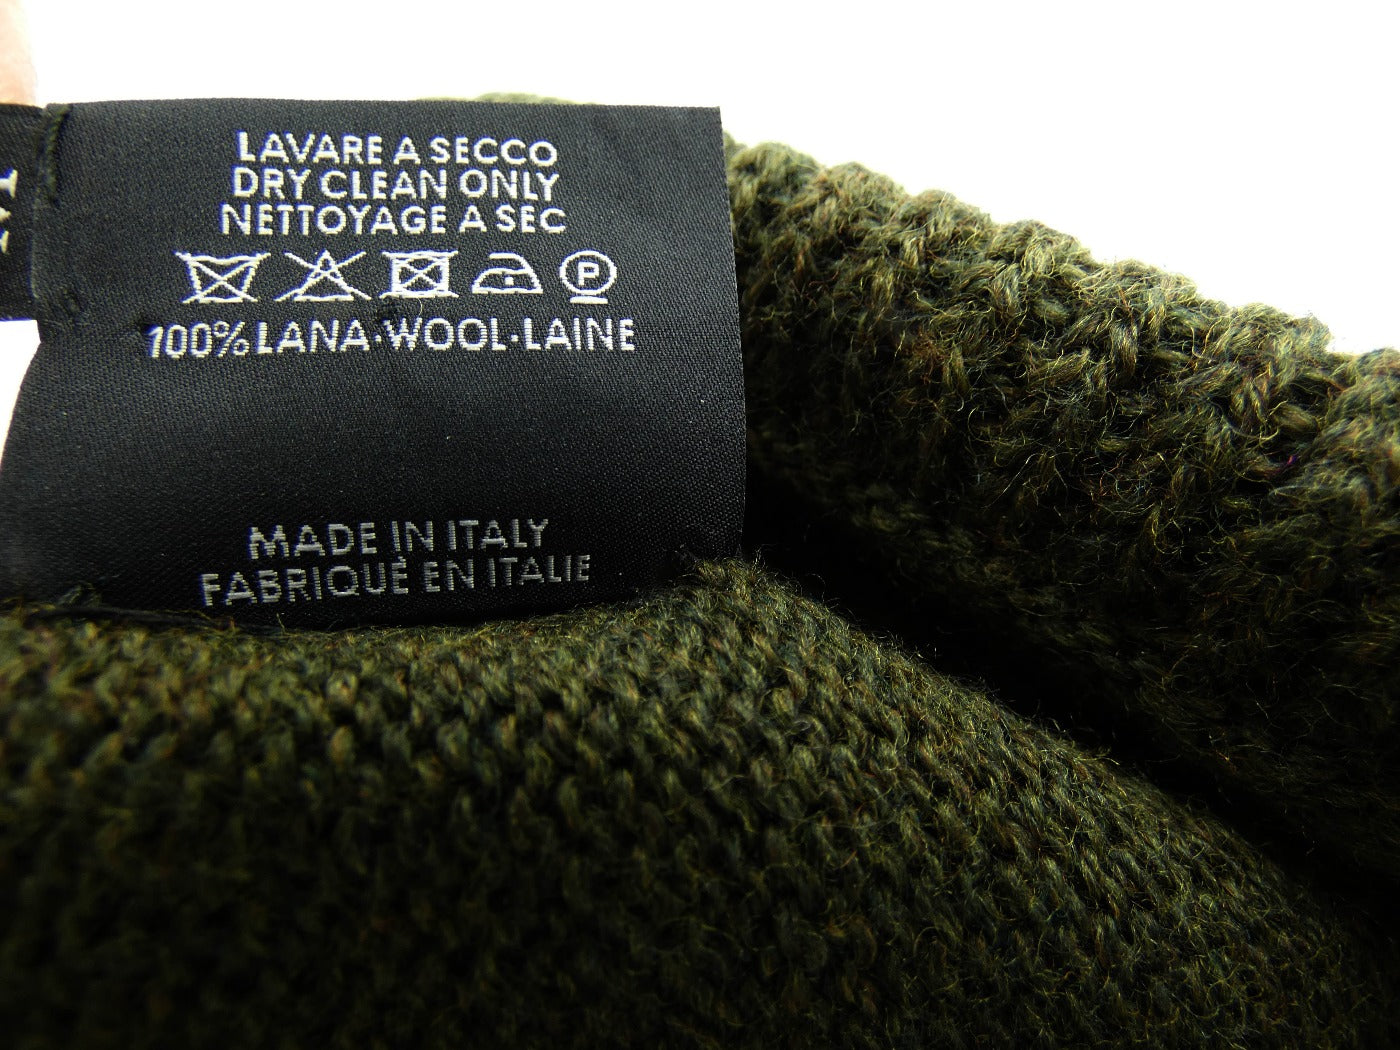 LAVARE A SECCO
DRY CLEAN ONLY
NETTOYAGE A SEC
P
100% LANA·WOOL·LAINE
MADE IN ITALY
FABRIQUÉ EN ITALIE